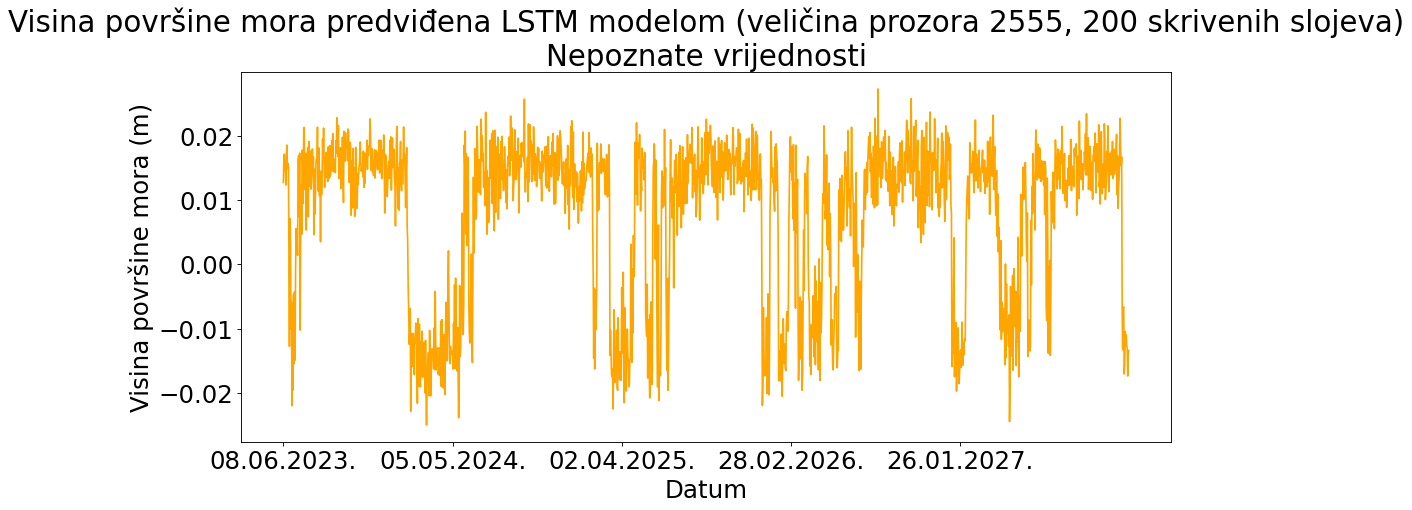 Visina površine mora predviđena LSTM modelom (veličina prozora 2555, 200 skrivenih slojeva)
Nepoznate vrijednosti
Visina površine mora (m)
0.02
0.01
0.00
−0.01
−0.02
08.06.2023. 05.05.2024. 02.04.2025. 28.02.2026. 26.01.2027.
Datum